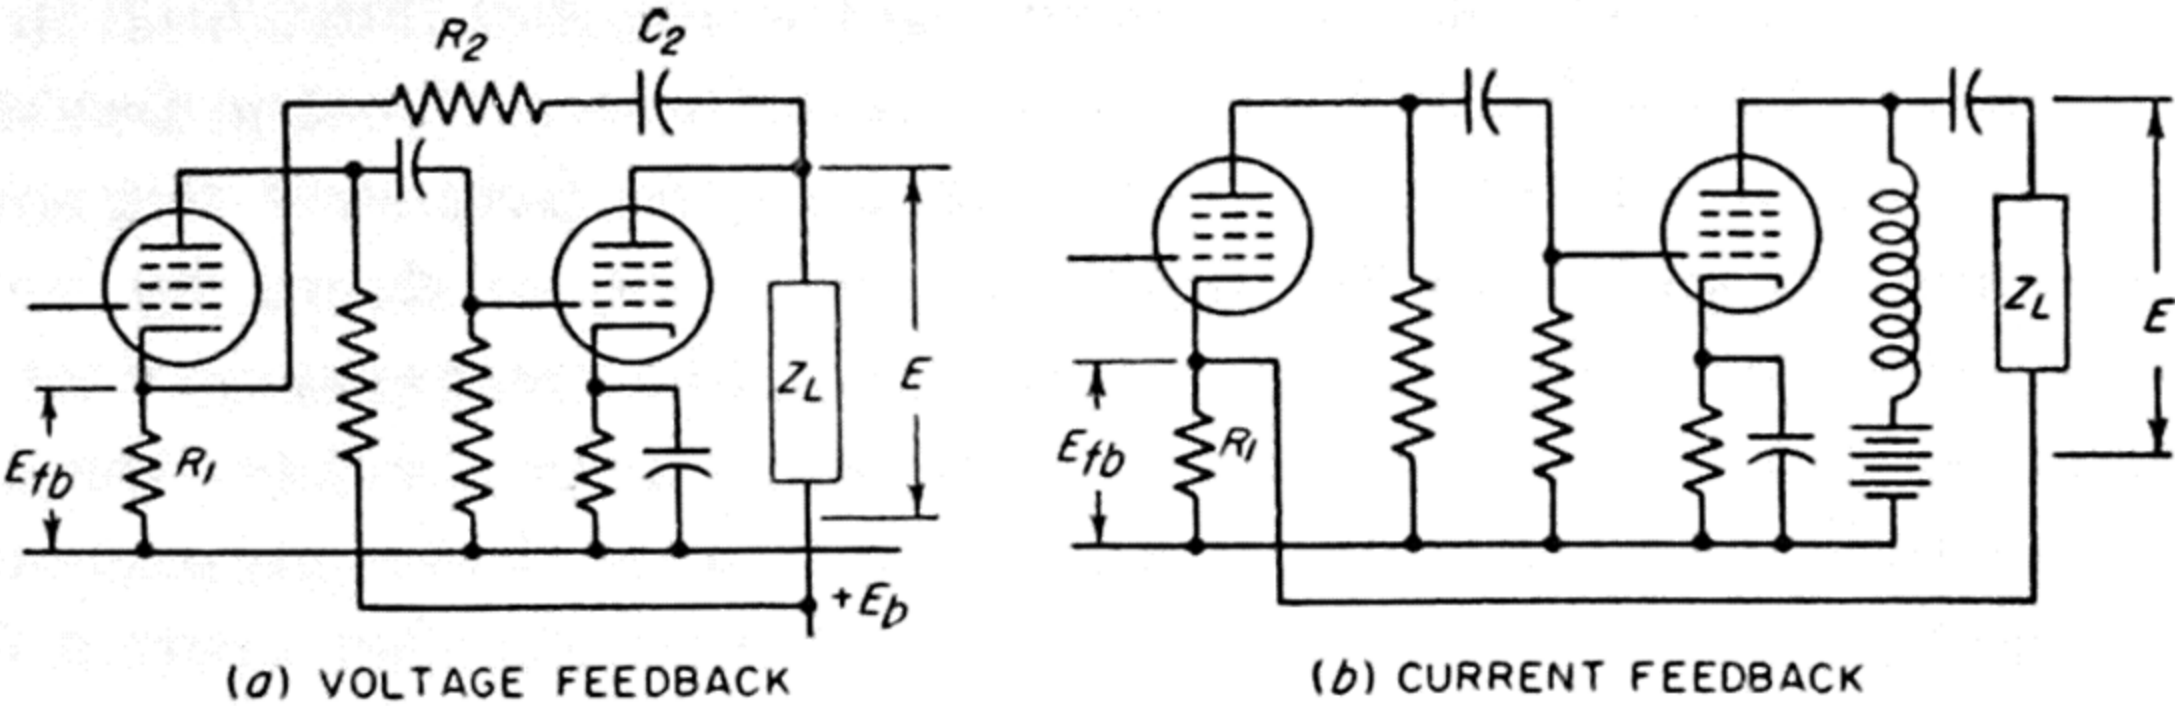 R2
C2
Efb
R1
ZL
E
+Eb
(a) VOLTAGE FEEDBACK
Efb
R1
ZL
E
(b) CURRENT FEEDBACK